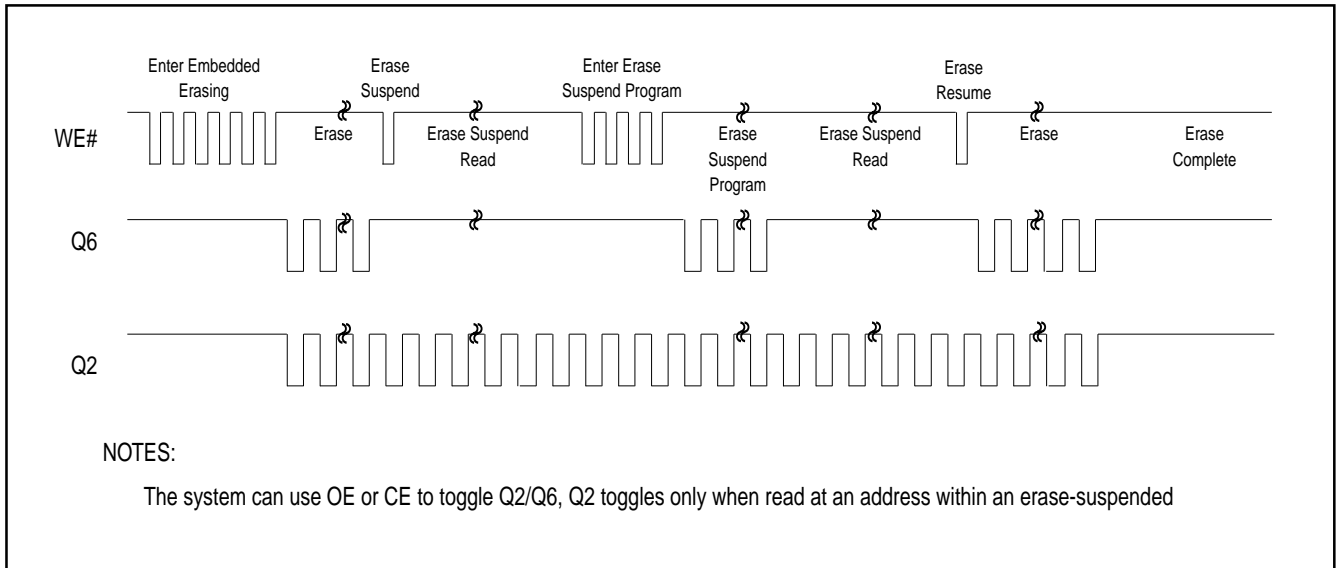 Enter Embedded
Erasing
Erase
Suspend
Enter Erase
Suspend Program
Erase
Resume
WE#
Erase
Erase Suspend
Read
Erase
Suspend
Program
Erase Suspend
Read
Erase
Erase
Complete
Q6
Q2
NOTES:
The system can use OE or CE to toggle Q2/Q6, Q2 toggles only when read at an address within an erase-suspended